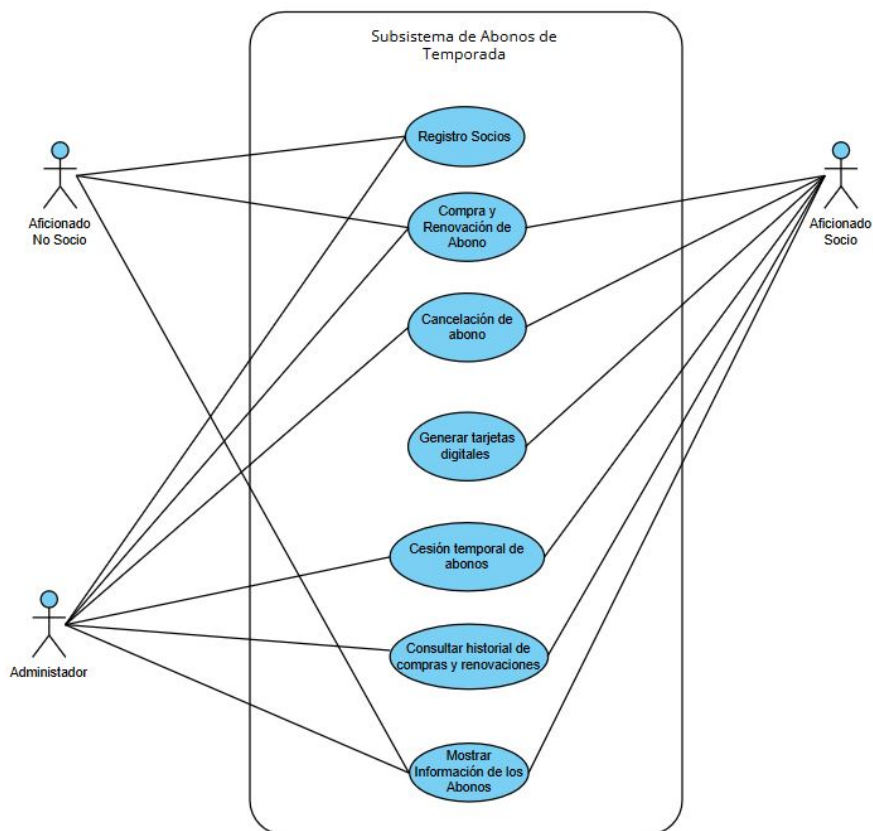 Subsistema de Abonos de
Temporada
Registro Socios
Aficionado
No Socio
Compra y
Renovación de
Abono
Aficionado
Socio
Cancelación de
abono
Generar tarjetas
digitales
Cesión temporal de
abonos
Administador
Consultar historial de
compras y renovaciones
Mostrar
Información de los
Abonos